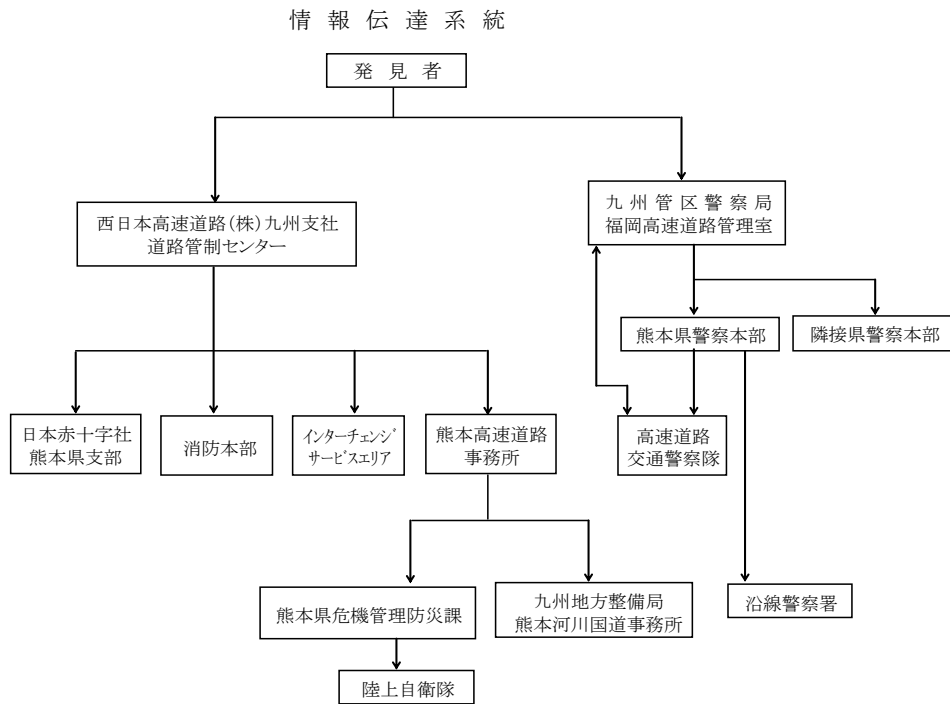 情報伝達系統
発見者
西日本高速道路(株)九州支社
道路管制センター
九州管区警察局
福岡高速道路管理室
熊本県警察本部
隣接県警察本部
日本赤十字社
熊本県支部
消防本部
インターチェンジ
サービスエリア
熊本高速道路
事務所
高速道路
交通警察隊
熊本県危機管理防災課
九州地方整備局
熊本河川国道事務所
沿線警察署
陸上自衛隊